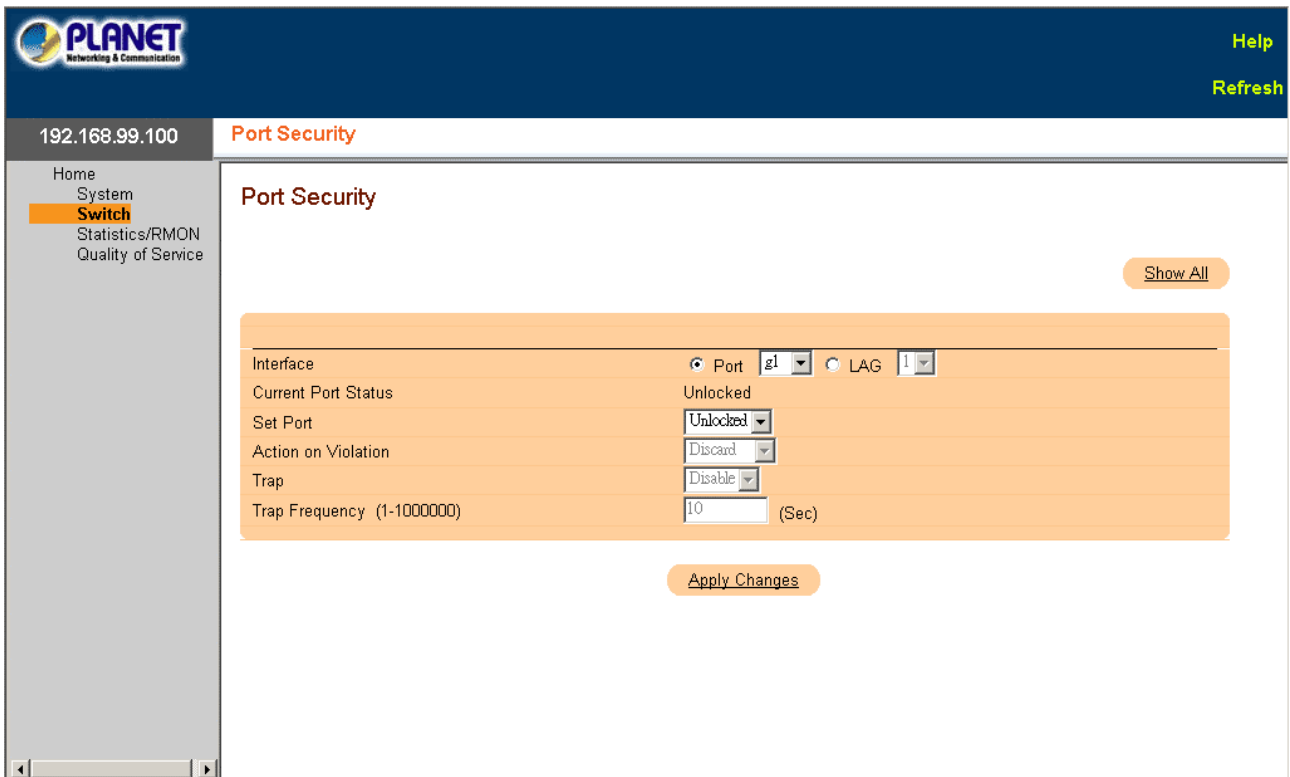 PLANET
Networking & Communication
Help
Refresh
192.168.99.100
Port Security
Home
System
Switch
Statistics/RMON
Quality of Service
Port Security
Show All
Interface Port g1 LAG 1
Current Port Status Unlocked
Set Port Unlocked
Action on Violation Discard
Trap Disable
Trap Frequency (1-1000000) 10 (Sec)
Apply Changes